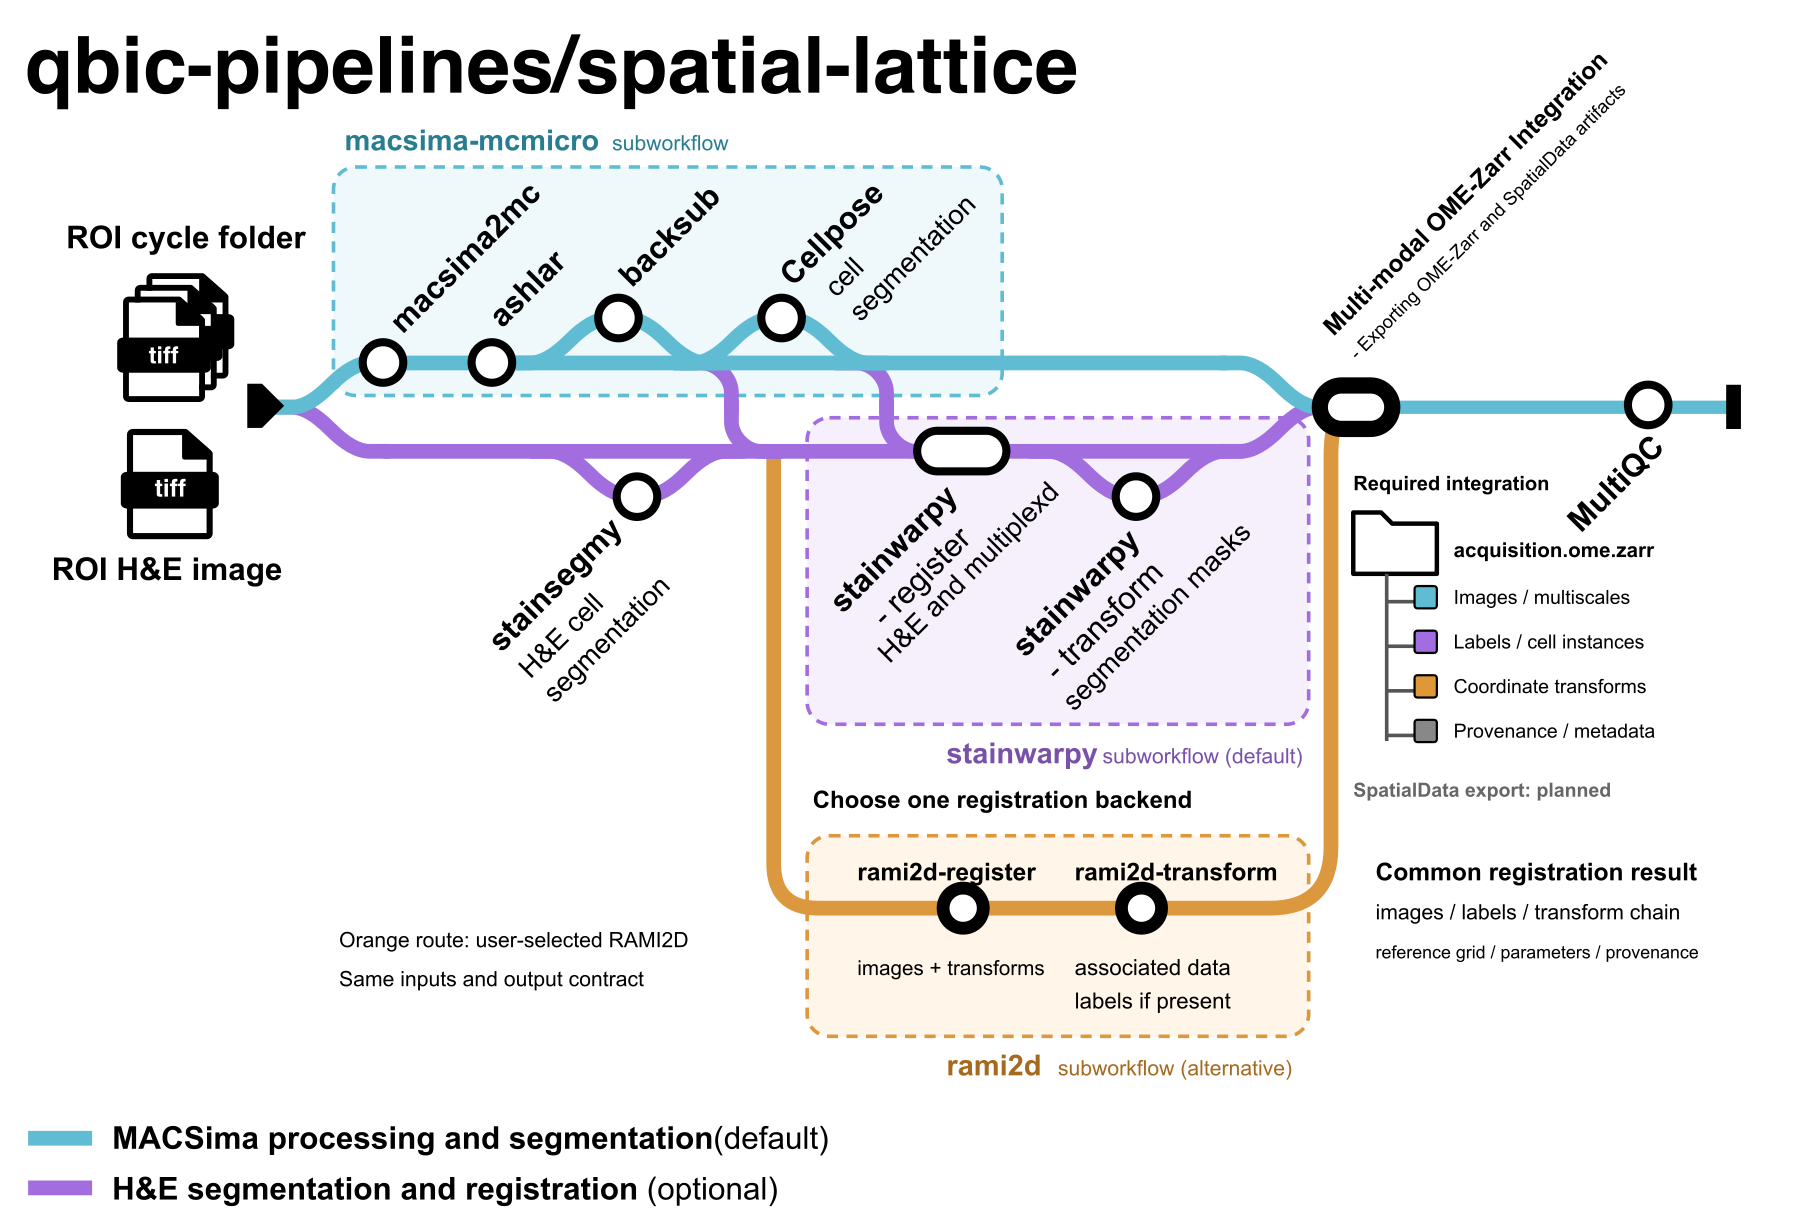 qbic-pipelines/spatial-lattice
macsima-mcmicro subworkflow
ROI cycle folder
tiff
tiff
ROI H&E image
macsima2mc
ashlar
backsub
Cellpose
cell
segmentation
Multi-modal OME-Zarr Integration
- Exporting OME-Zarr and SpatialData artifacts
MultiQC
stainsegmy
H&E cell
segmentation
stainwarpy
- register
H&E and multiplexd
stainwarpy
- transform
segmentation masks
stainwarpy subworkflow (default)
Required integration
acquisition.ome.zarr
Images / multiscales
Labels / cell instances
Coordinate transforms
Provenance / metadata
SpatialData export: planned
Choose one registration backend
rami2d-register
rami2d-transform
images + transforms
associated data
labels if present
rami2d subworkflow (alternative)
Common registration result
images / labels / transform chain
reference grid / parameters / provenance
Orange route: user-selected RAMI2D
Same inputs and output contract
MACSima processing and segmentation(default)
H&E segmentation and registration (optional)